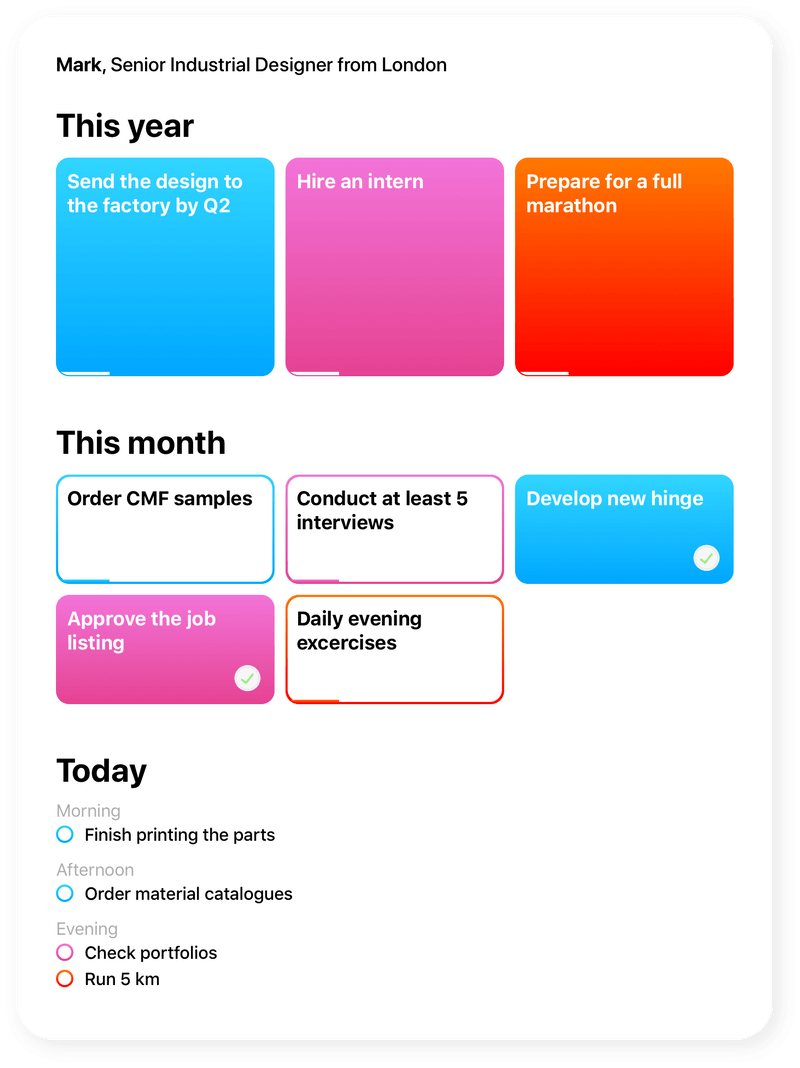 Mark, Senior Industrial Designer from London
This year
Send the design to
the factory by Q2
Hire an intern
Prepare for a full
marathon
This month
Order CMF samples
Conduct at least 5
interviews
Develop new hinge
Approve the job
listing
Daily evening
excercises
Today
Morning
Finish printing the parts
Afternoon
Order material catalogues
Evening
Check portfolios
Run 5 km